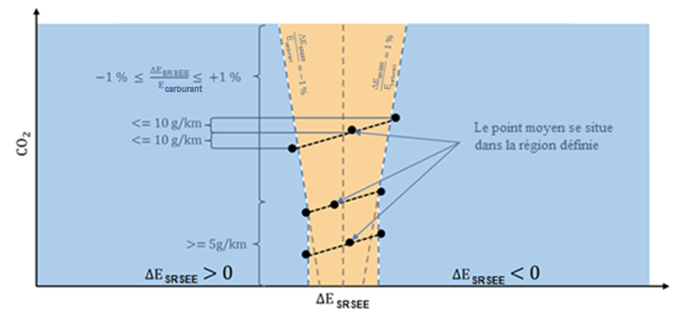 CO₂
−1 % ≤ ΔE_SRSEE / E_carburant ≤ +1 %
ΔE_SRSEE / E_carburant = −1 %
ΔE_SRSEE / E_carburant = 1 %
<= 10 g/km
<= 10 g/km
Le point moyen se situe
dans la région définie
>= 5g/km
ΔE_SRSEE > 0
ΔE_SRSEE < 0
ΔE_SRSEE